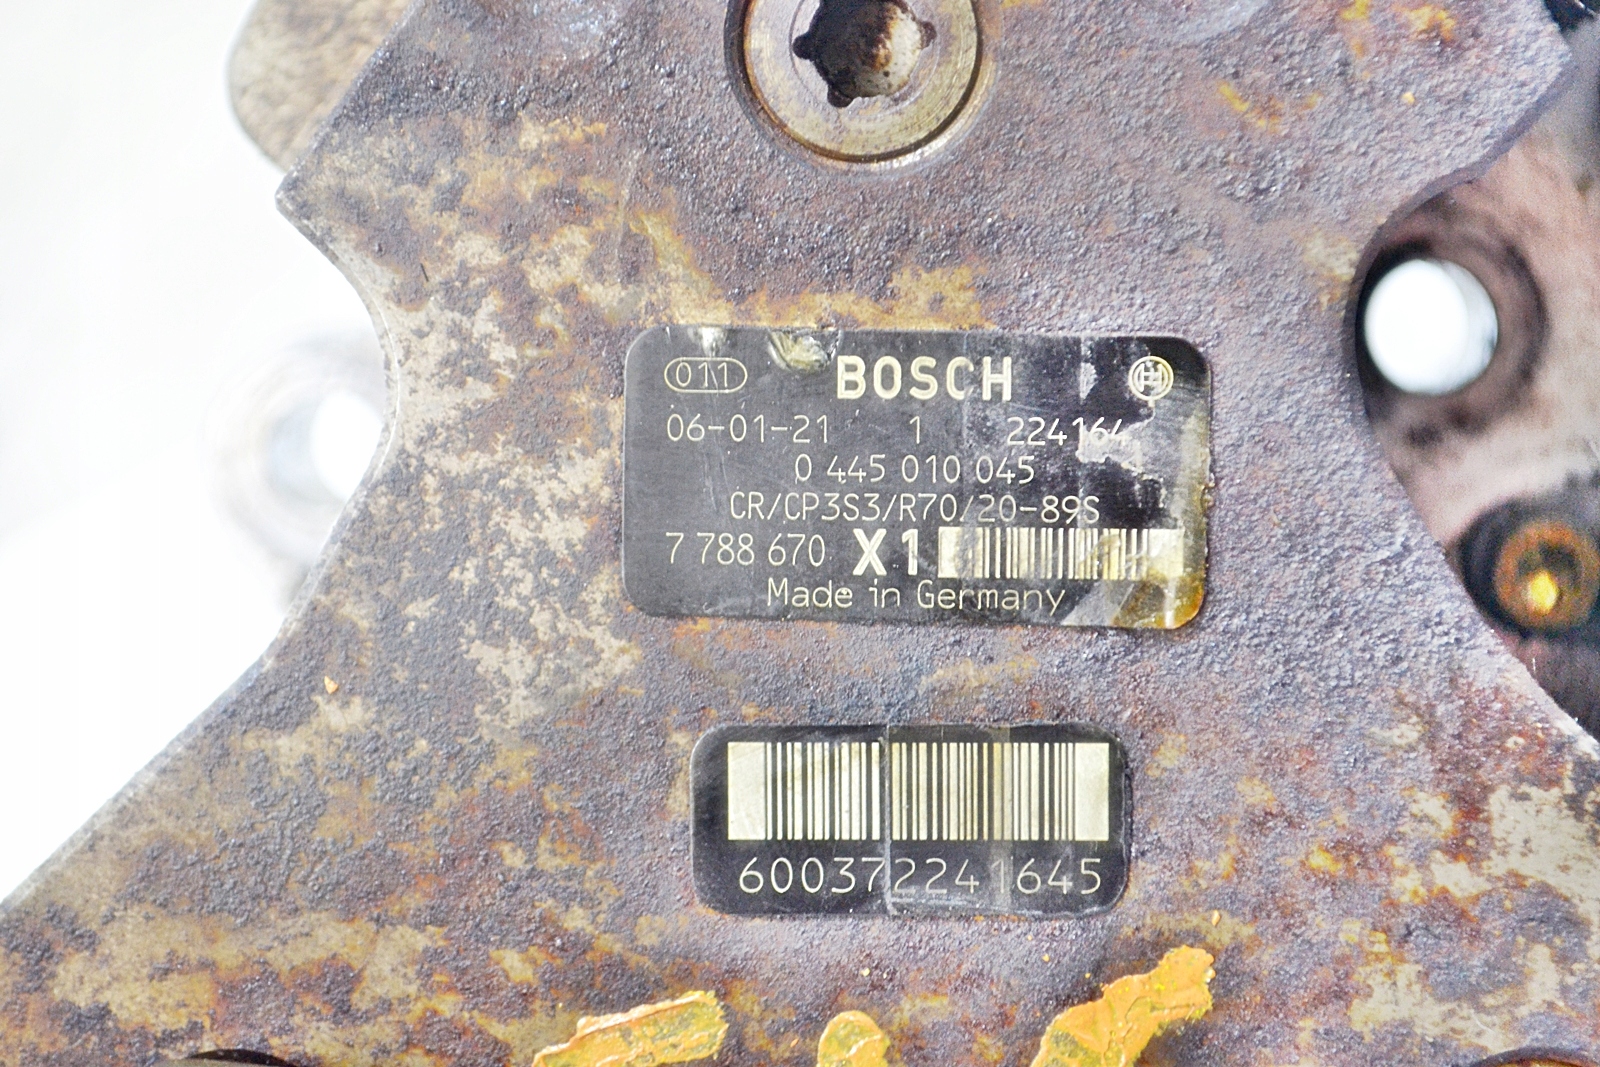 011 BOSCH
06-01-21 1 224164
0 445 010 045
CR/CP3S3/R70/20-89S
7 788 670 X1
Made in Germany
600372241645